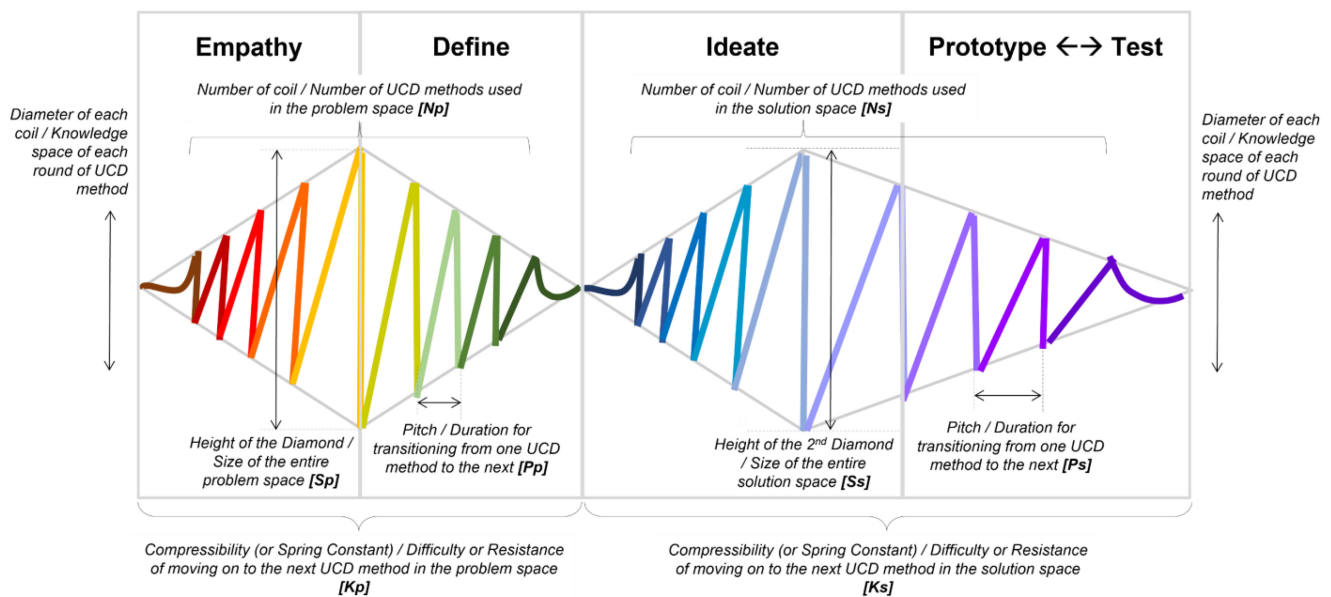 Empathy
Define
Ideate
Prototype ←→ Test
Number of coil / Number of UCD methods used
in the problem space [Np]
Number of coil / Number of UCD methods used
in the solution space [Ns]
Diameter of each
coil / Knowledge
space of each
round of UCD
method
Diameter of each
coil / Knowledge
space of each
round of UCD
method
Height of the Diamond /
Size of the entire
problem space [Sp]
Pitch / Duration for
transitioning from one UCD
method to the next [Pp]
Height of the 2nd Diamond
/ Size of the entire
solution space [Ss]
Pitch / Duration for
transitioning from one UCD
method to the next [Ps]
Compressibility (or Spring Constant) / Difficulty or Resistance
of moving on to the next UCD method in the problem space
[Kp]
Compressibility (or Spring Constant) / Difficulty or Resistance
of moving on to the next UCD method in the solution space
[Ks]